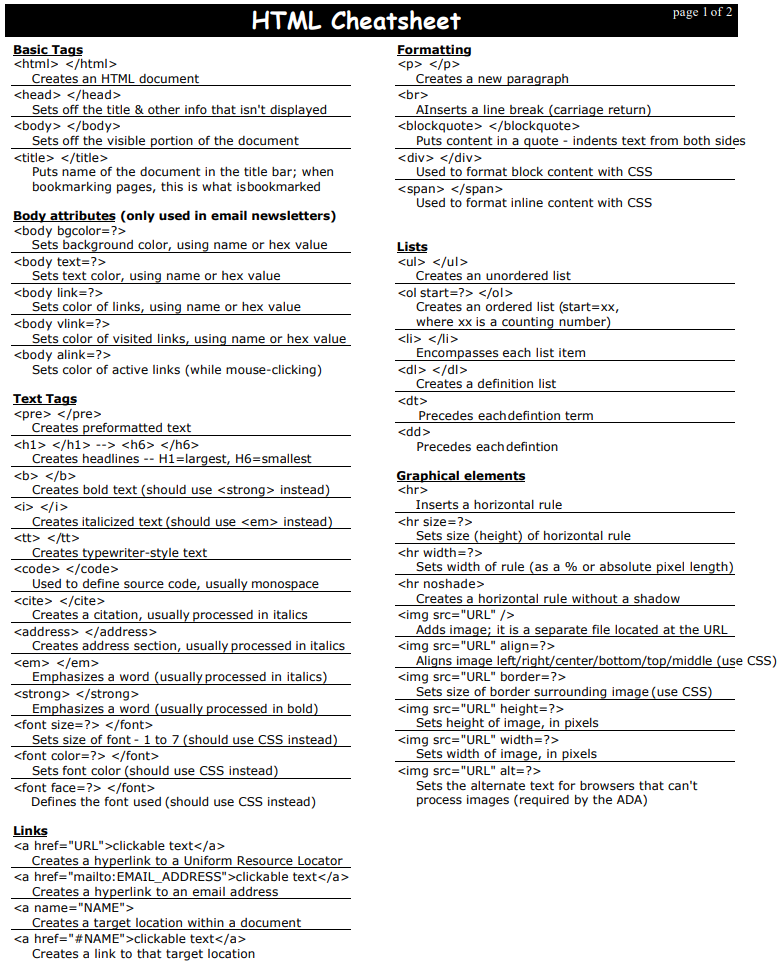 HTML Cheatsheet
page 1 of 2
Basic Tags
<html> </html>
Creates an HTML document
<head> </head>
Sets off the title & other info that isn't displayed
<body> </body>
Sets off the visible portion of the document
<title> </title>
Puts name of the document in the title bar; when
bookmarking pages, this is what isbookmarked
Body attributes (only used in email newsletters)
<body bgcolor=?>
Sets background color, using name or hex value
<body text=?>
Sets text color, using name or hex value
<body link=?>
Sets color of links, using name or hex value
<body vlink=?>
Sets color of visited links, using name or hex value
<body alink=?>
Sets color of active links (while mouse-clicking)
Text Tags
<pre> </pre>
Creates preformatted text
<h1> </h1> --> <h6> </h6>
Creates headlines -- H1=largest, H6=smallest
<b> </b>
Creates bold text (should use <strong> instead)
<i> </i>
Creates italicized text (should use <em> instead)
<tt> </tt>
Creates typewriter-style text
<code> </code>
Used to define source code, usually monospace
<cite> </cite>
Creates a citation, usually processed in italics
<address> </address>
Creates address section, usually processed in italics
<em> </em>
Emphasizes a word (usually processed in italics)
<strong> </strong>
Emphasizes a word (usually processed in bold)
<font size=?> </font>
Sets size of font - 1 to 7 (should use CSS instead)
<font color=?> </font>
Sets font color (should use CSS instead)
<font face=?> </font>
Defines the font used (should use CSS instead)
Links
<a href="URL">clickable text</a>
Creates a hyperlink to a Uniform Resource Locator
<a href="mailto:EMAIL_ADDRESS">clickable text</a>
Creates a hyperlink to an email address
<a name="NAME">
Creates a target location within a document
<a href="#NAME">clickable text</a>
Creates a link to that target location
Formatting
<p> </p>
Creates a new paragraph
<br>
AInserts a line break (carriage return)
<blockquote> </blockquote>
Puts content in a quote - indents text from both sides
<div> </div>
Used to format block content with CSS
<span> </span>
Used to format inline content with CSS
Lists
<ul> </ul>
Creates an unordered list
<ol start=?> </ol>
Creates an ordered list (start=xx,
where xx is a counting number)
<li> </li>
Encompasses each list item
<dl> </dl>
Creates a definition list
<dt>
Precedes each defintion term
<dd>
Precedes each defintion
Graphical elements
<hr>
Inserts a horizontal rule
<hr size=?>
Sets size (height) of horizontal rule
<hr width=?>
Sets width of rule (as a % or absolute pixel length)
<hr noshade>
Creates a horizontal rule without a shadow
<img src="URL" />
Adds image; it is a separate file located at the URL
<img src="URL" align=?>
Aligns image left/right/center/bottom/top/middle (use CSS)
<img src="URL" border=?>
Sets size of border surrounding image (use CSS)
<img src="URL" height=?>
Sets height of image, in pixels
<img src="URL" width=?>
Sets width of image, in pixels
<img src="URL" alt=?>
Sets the alternate text for browsers that can't
process images (required by the ADA)